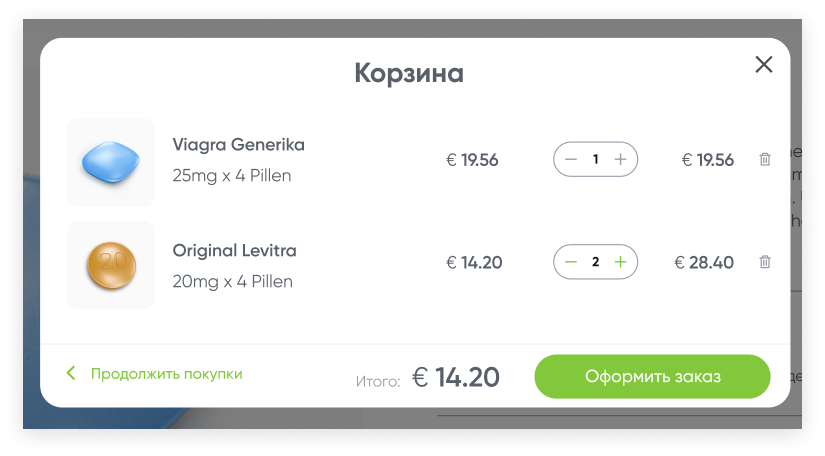 Корзина
Viagra Generika
25mg x 4 Pillen
€ 19.56
1
€ 19.56
20
Original Levitra
20mg x 4 Pillen
€ 14.20
2
€ 28.40
Продолжить покупки
Итого: € 14.20
Оформить заказ